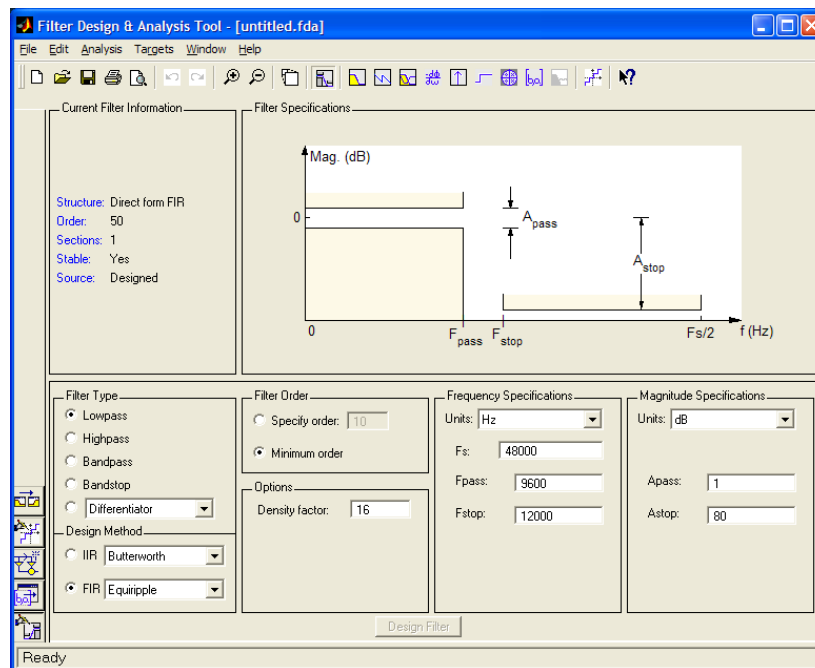 Filter Design & Analysis Tool - [untitled.fda]
File Edit Analysis Targets Window Help
Current Filter Information
Structure: Direct form FIR
Order: 50
Sections: 1
Stable: Yes
Source: Designed
Filter Specifications
Mag. (dB)
0
A pass
A stop
0
F pass
F stop
Fs/2
f (Hz)
Filter Type
Lowpass
Highpass
Bandpass
Bandstop
Differentiator
Design Method
IIR Butterworth
FIR Equiripple
Filter Order
Specify order: 10
Minimum order
Options
Density factor: 16
Frequency Specifications
Units: Hz
Fs: 48000
Fpass: 9600
Fstop: 12000
Magnitude Specifications
Units: dB
Apass: 1
Astop: 80
Design Filter
Ready